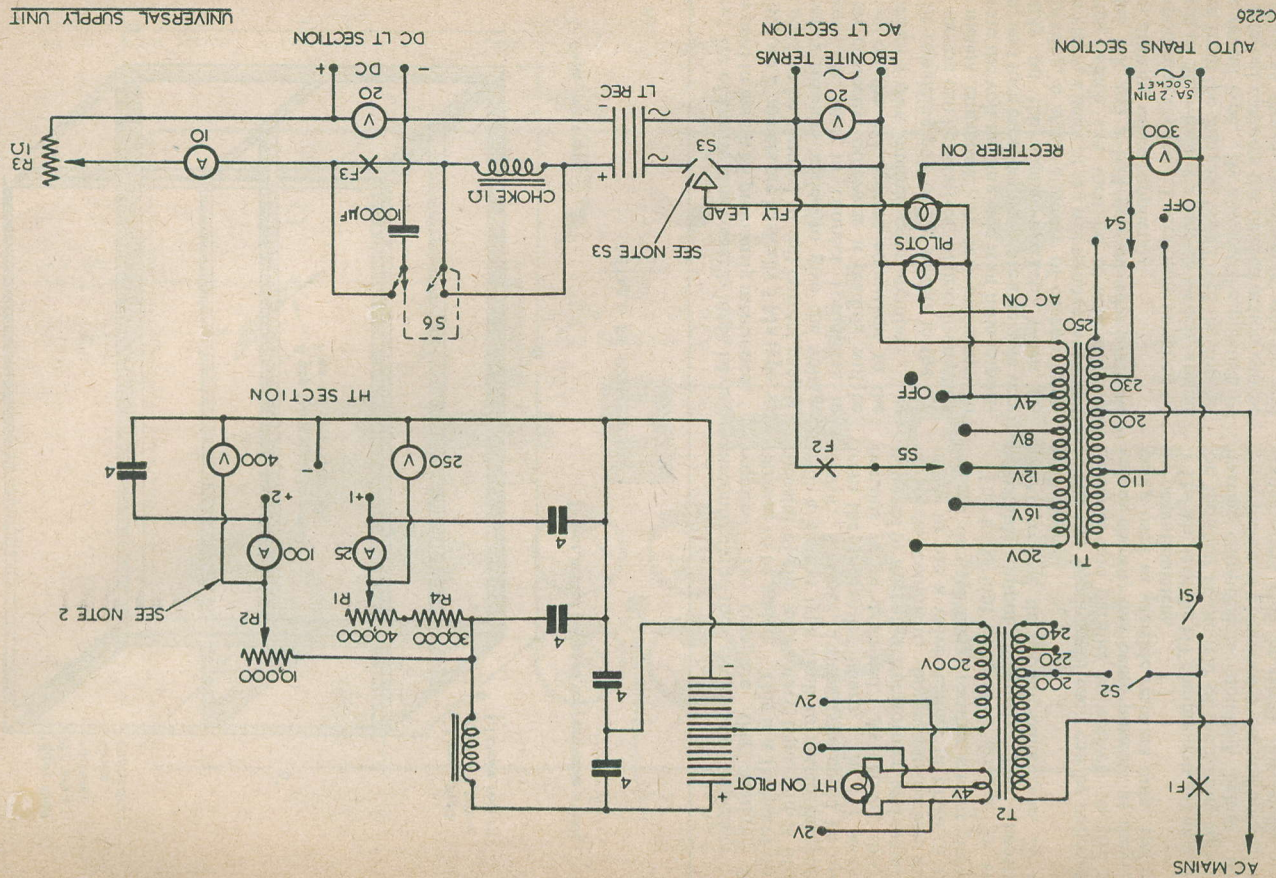 AC MAINS
F1
T2
2V
HT ON PILOT
4V
O
2V
+
4
S2
200
220
240
200V
-
4
S1
10,000
30,000
40,000
4
R4
R1
R2
SEE NOTE 2
T1
20V
4
25
100
16V
110
12V
S5
F2
+1
+2
-
250
400
4
8V
200
4V
OFF
HT SECTION
230
250
AC ON
S6
PILOTS
SEE NOTE S3
S4
OFF
FLY LEAD
1000µF
RECTIFIER ON
S3
CHOKE 1Ω
F3
~
+
A
10
R3
1Ω
300
V
20
V
~
LT REC
-
V
20
5A 2 PIN
SOCKET
~
~
-
DC
+
AUTO TRANS SECTION
EBONITE TERMS
AC LT SECTION
DC LT SECTION
C226
UNIVERSAL SUPPLY UNIT